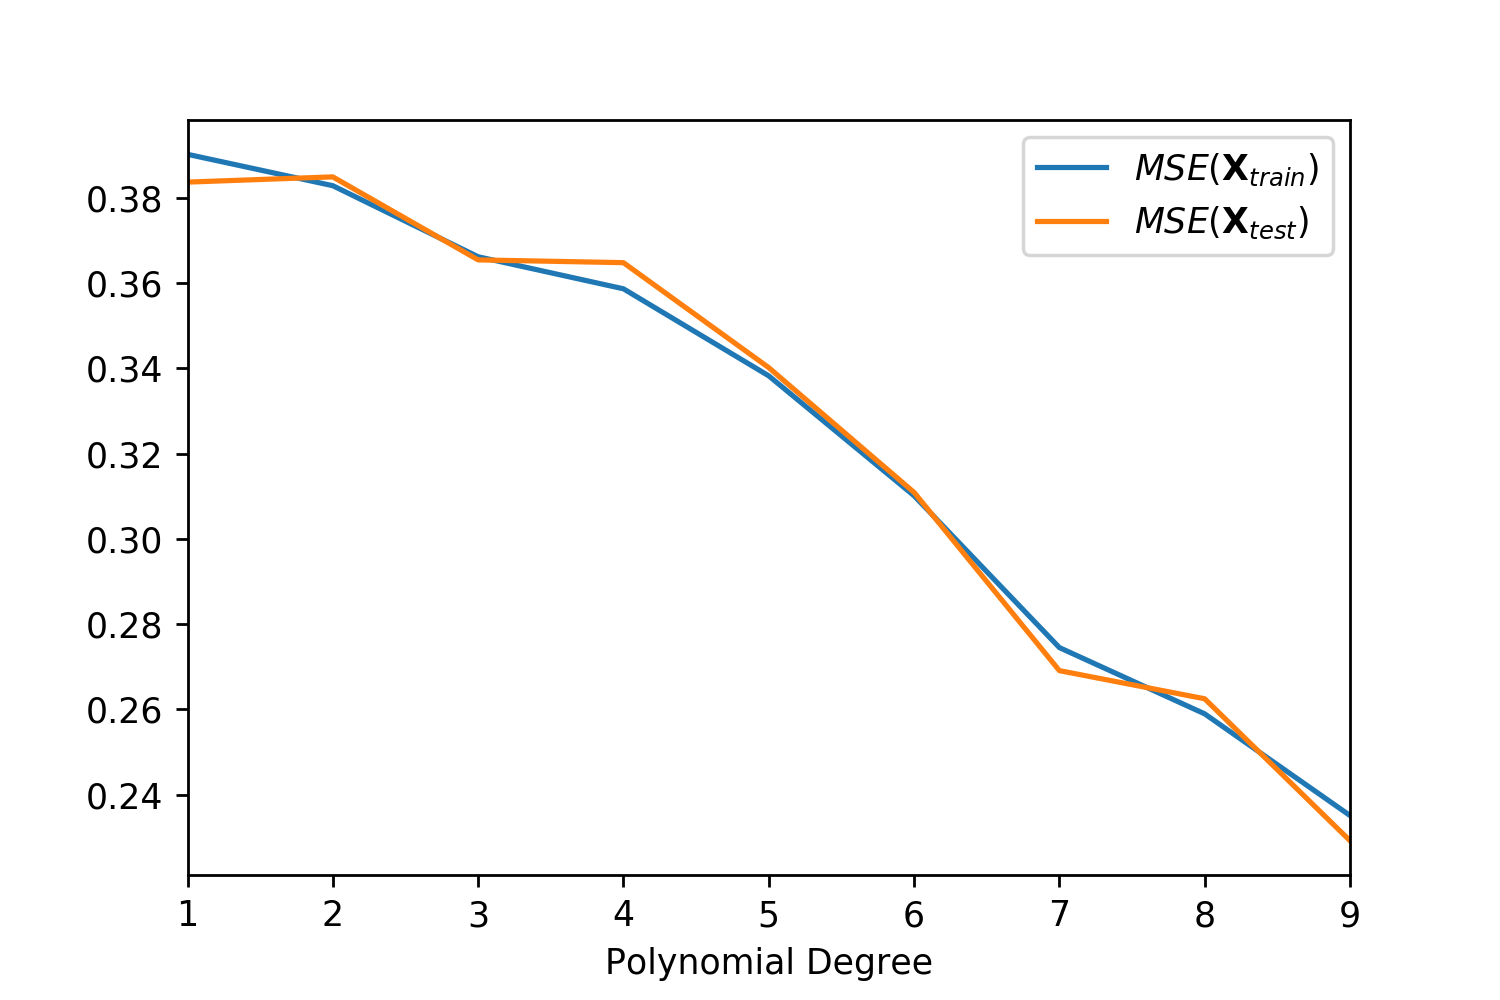 MSE(X_train)
MSE(X_test)
0.38
0.36
0.34
0.32
0.30
0.28
0.26
0.24
1 2 3 4 5 6 7 8 9
Polynomial Degree